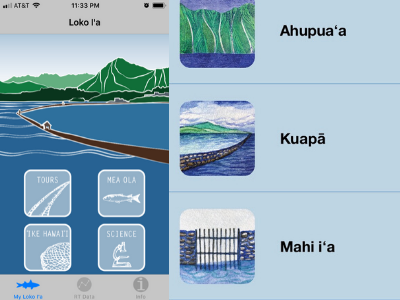 AT&T 11:33 PM
Loko I'a
TOURS
MEA OLA
IKE HAWAI'I
SCIENCE
My Loko I'a
RT Data
Info
Ahupuaʻa
Kuapā
Mahi iʻa